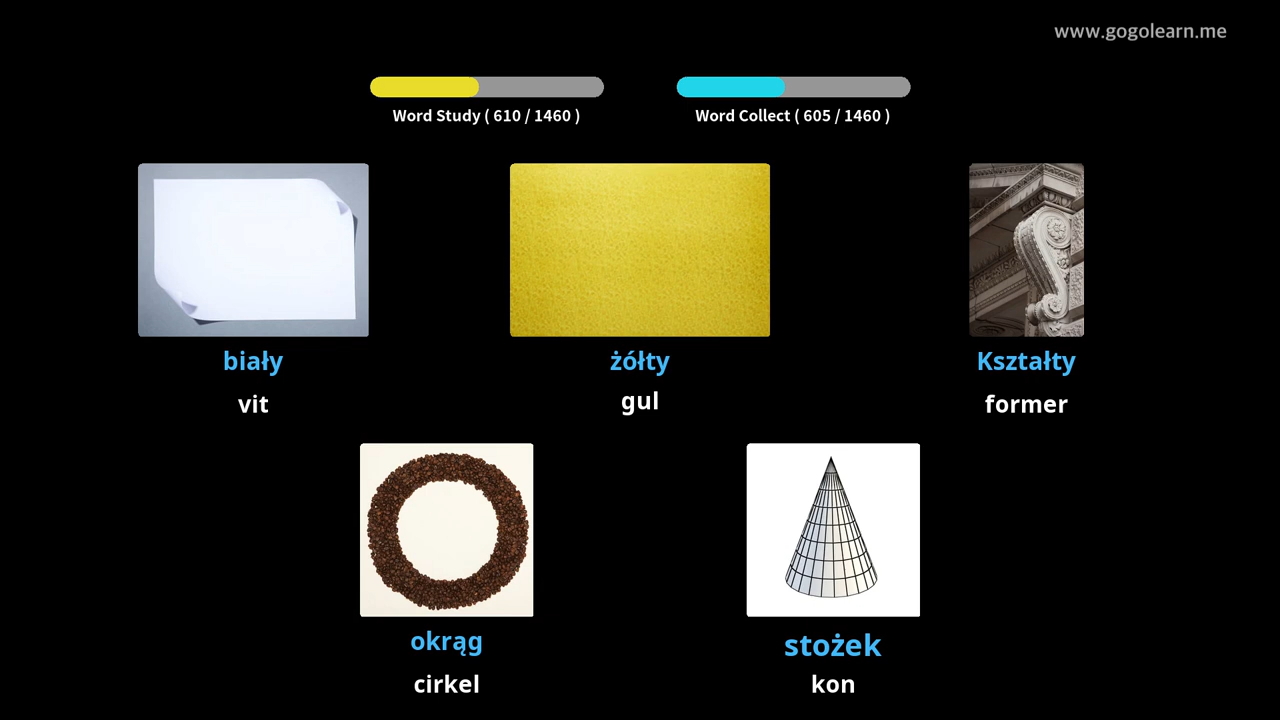 www.gogolearn.me
Word Study ( 610 / 1460 )
Word Collect ( 605 / 1460 )
biały
vit
żółty
gul
Kształty
former
okrąg
cirkel
stożek
kon